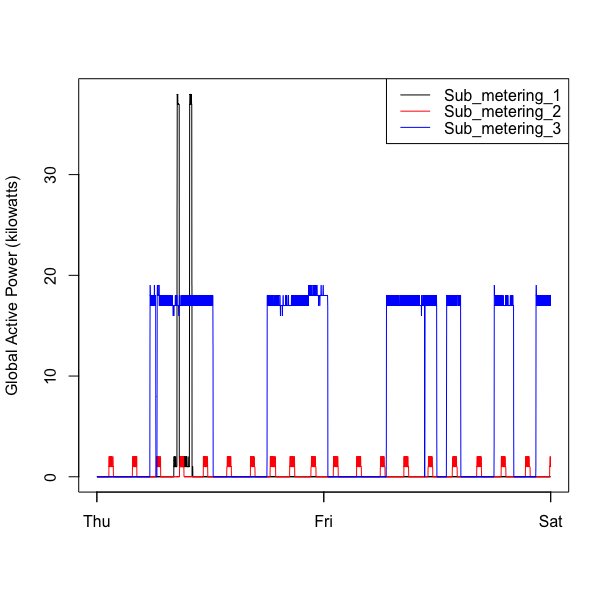 Sub_metering_1
Sub_metering_2
Sub_metering_3
Global Active Power (kilowatts)
30
20
10
0
Thu Fri Sat